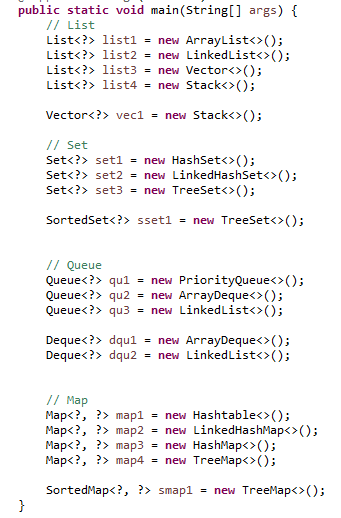 public static void main(String[] args) {
// List
List<?> list1 = new ArrayList<>();
List<?> list2 = new LinkedList<>();
List<?> list3 = new Vector<>();
List<?> list4 = new Stack<>();
Vector<?> vec1 = new Stack<>();
// Set
Set<?> set1 = new HashSet<>();
Set<?> set2 = new LinkedHashSet<>();
Set<?> set3 = new TreeSet<>();
SortedSet<?> sset1 = new TreeSet<>();
// Queue
Queue<?> qu1 = new PriorityQueue<>();
Queue<?> qu2 = new ArrayDeque<>();
Queue<?> qu3 = new LinkedList<>();
Deque<?> dqu1 = new ArrayDeque<>();
Deque<?> dqu2 = new LinkedList<>();
// Map
Map<?, ?> map1 = new Hashtable<>();
Map<?, ?> map2 = new LinkedHashMap<>();
Map<?, ?> map3 = new HashMap<>();
Map<?, ?> map4 = new TreeMap<>();
SortedMap<?, ?> smap1 = new TreeMap<>();
}